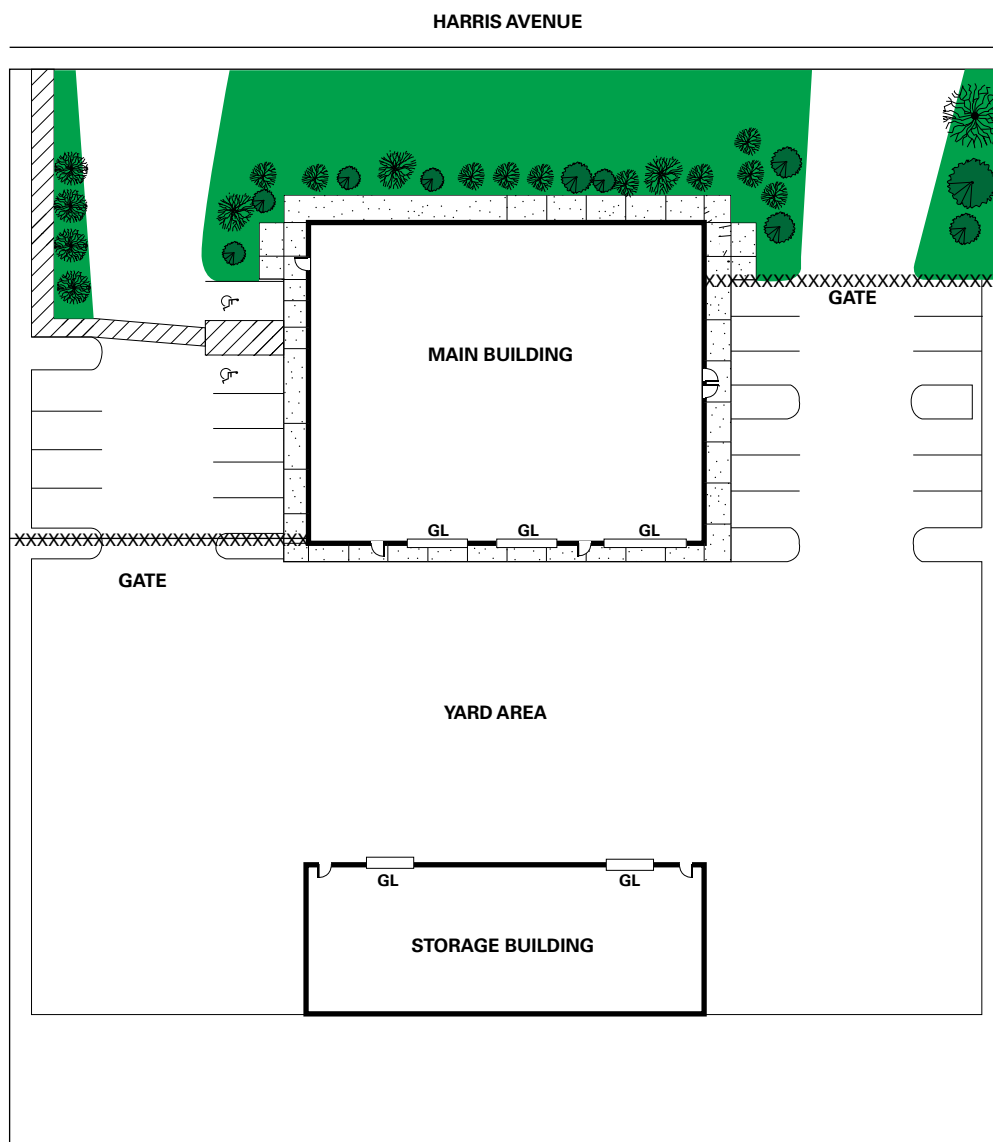 HARRIS AVENUE
GATE
MAIN BUILDING
GL GL GL
GATE
YARD AREA
GL GL
STORAGE BUILDING